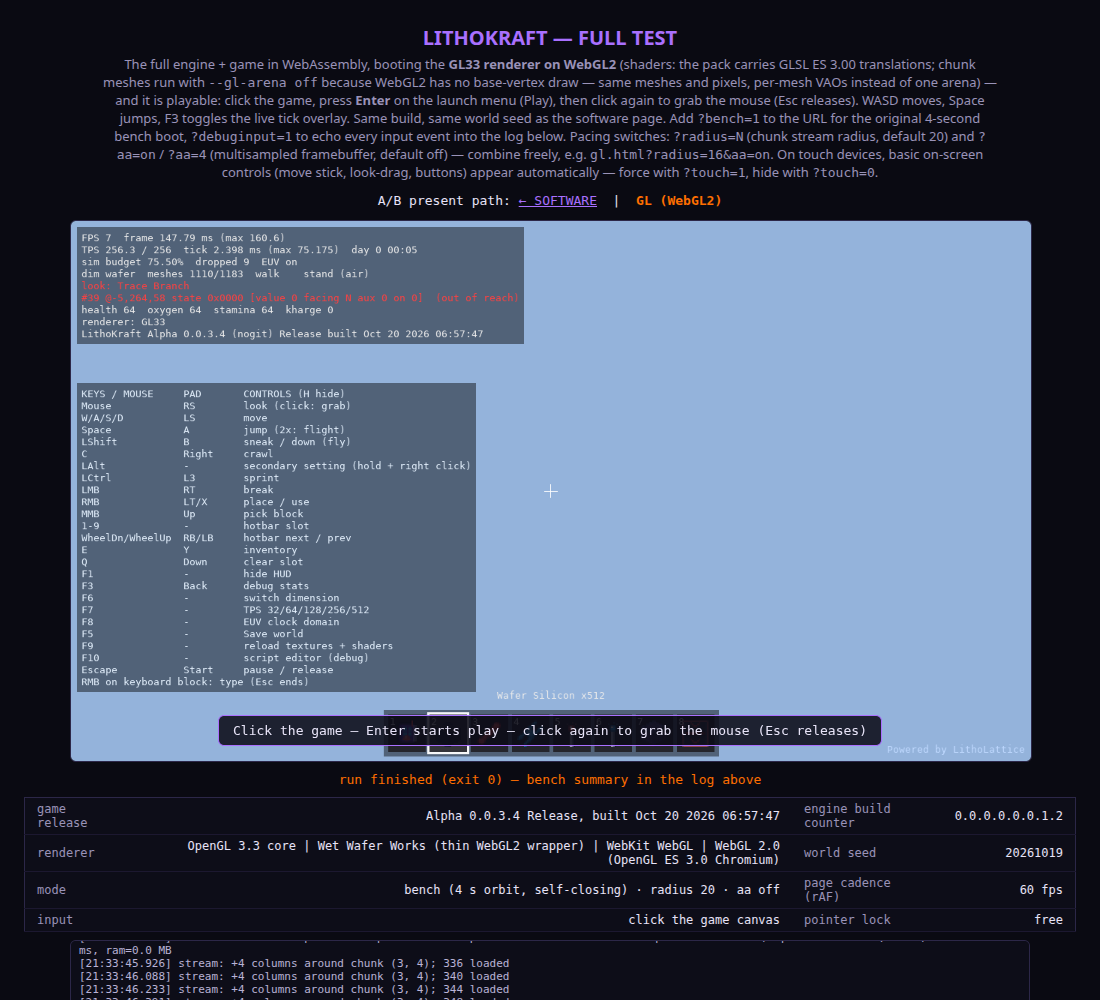 LITHOKRAFT — FULL TEST
The full engine + game in WebAssembly, booting the GL33 renderer on WebGL2 (shaders: the pack carries GLSL ES 3.00 translations; chunk
meshes run with --gl-arena off because WebGL2 has no base-vertex draw — same meshes and pixels, per-mesh VAOs instead of one arena) —
and it is playable: click the game, press Enter on the launch menu (Play), then click again to grab the mouse (Esc releases). WASD moves, Space
jumps, F3 toggles the live tick overlay. Same build, same world seed as the software page. Add ?bench=1 to the URL for the original 4-second
bench boot, ?debuginput=1 to echo every input event into the log below. Pacing switches: ?radius=N (chunk stream radius, default 20) and ?
aa=on / ?aa=4 (multisampled framebuffer, default off) — combine freely, e.g. gl.html?radius=16&aa=on. On touch devices, basic on-screen
controls (move stick, look-drag, buttons) appear automatically — force with ?touch=1, hide with ?touch=0.
A/B present path: ← SOFTWARE | GL (WebGL2)
FPS 7 frame 147.79 ms (max 160.6)
TPS 256.3 / 256 tick 2.398 ms (max 75.175) day 0 00:05
sim budget 75.50% dropped 9 EUV on
dim wafer meshes 1110/1183 walk stand (air)
look: Trace Branch
#39 @-5,264,50 state 0x0000 [value 0 facing N aux 0 on 0] (out of reach)
health 64 oxygen 64 stamina 64 kharge 0
renderer: GL33
LithoKraft Alpha 0.0.3.4 (nogit) Release built Oct 20 2026 06:57:47
KEYS / MOUSE PAD CONTROLS (H hide)
Mouse RS look (click: grab)
W/A/S/D LS move
Space A jump (2x: flight)
LShift B sneak / down (fly)
C Right crawl
LAlt - secondary setting (hold + right click)
LCtrl L3 sprint
LMB RT break
RMB LT/X place / use
MMB Up pick block
1-9 - hotbar slot
WheelDn/WheelUp RB/LB hotbar next / prev
E Y inventory
Q Down clear slot
F1 - hide HUD
F3 Back debug stats
F6 - switch dimension
F7 - TPS 32/64/128/256/512
F8 - EUV clock domain
F5 - Save world
F9 - reload textures + shaders
F10 - script editor (debug)
Escape Start pause / release
RMB on keyboard block: type (Esc ends)
Wafer Silicon x512
Click the game — Enter starts play — click again to grab the mouse (Esc releases)
Powered by LithoLattice
run finished (exit 0) — bench summary in the log above
game release Alpha 0.0.3.4 Release, built Oct 20 2026 06:57:47 engine build counter 0.0.0.0.0.0.1.2
renderer OpenGL 3.3 core | Wet Wafer Works (thin WebGL2 wrapper) | WebKit WebGL | WebGL 2.0 (OpenGL ES 3.0 Chromium) world seed 20261019
mode bench (4 s orbit, self-closing) · radius 20 · aa off page cadence (rAF) 60 fps
input click the game canvas pointer lock free
ms, ram=0.0 MB
[21:33:45.926] stream: +4 columns around chunk (3, 4); 336 loaded
[21:33:46.088] stream: +4 columns around chunk (3, 4); 340 loaded
[21:33:46.233] stream: +4 columns around chunk (3, 4); 344 loaded